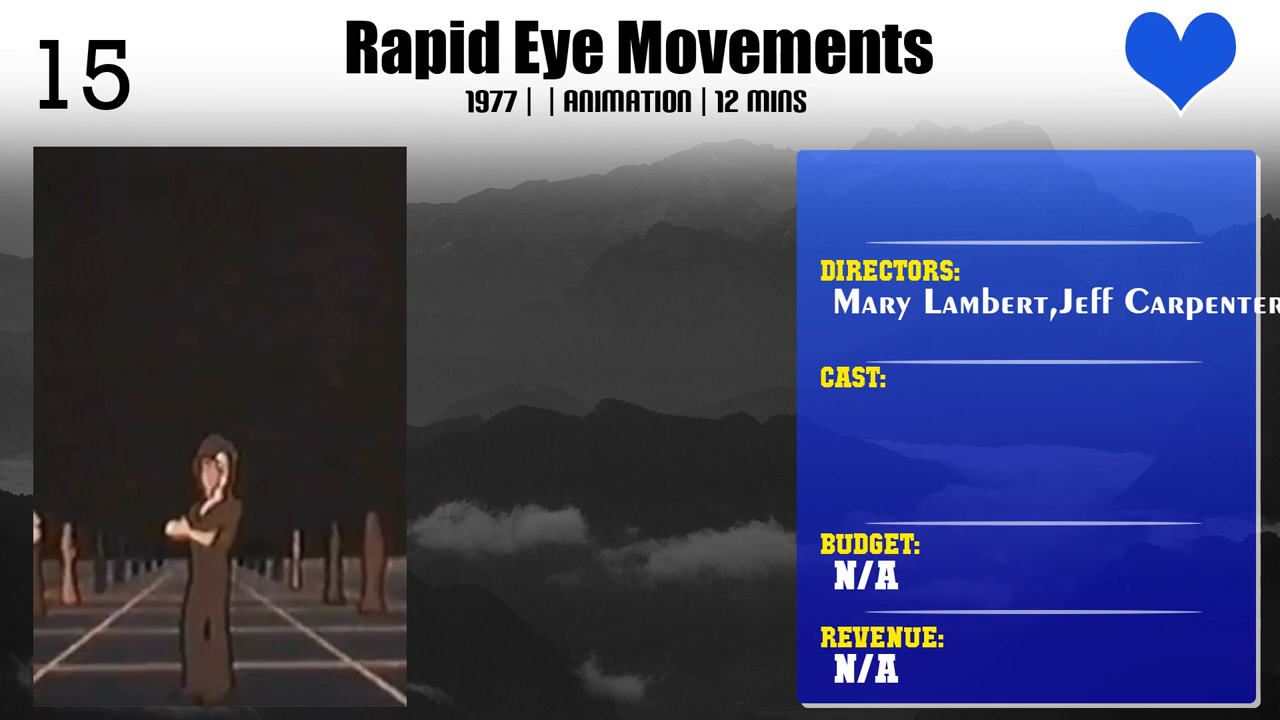 15
Rapid Eye Movements
1977 | | ANIMATION | 12 MINS
DIRECTORS:
Mary Lambert,Jeff Carpenter
CAST:
BUDGET:
N/A
REVENUE:
N/A